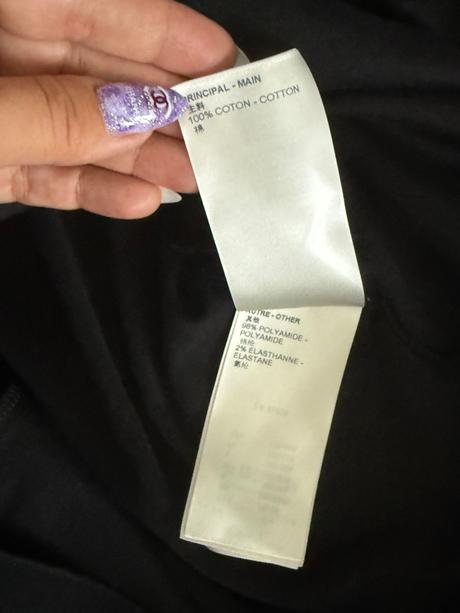 RINCIPAL - MAIN
主料
100% COTON - COTTON
棉
AUTRE - OTHER
其他
98% POLYAMIDE -
POLYAMIDE
锦纶
2% ELASTHANNE -
ELASTANE
氨纶